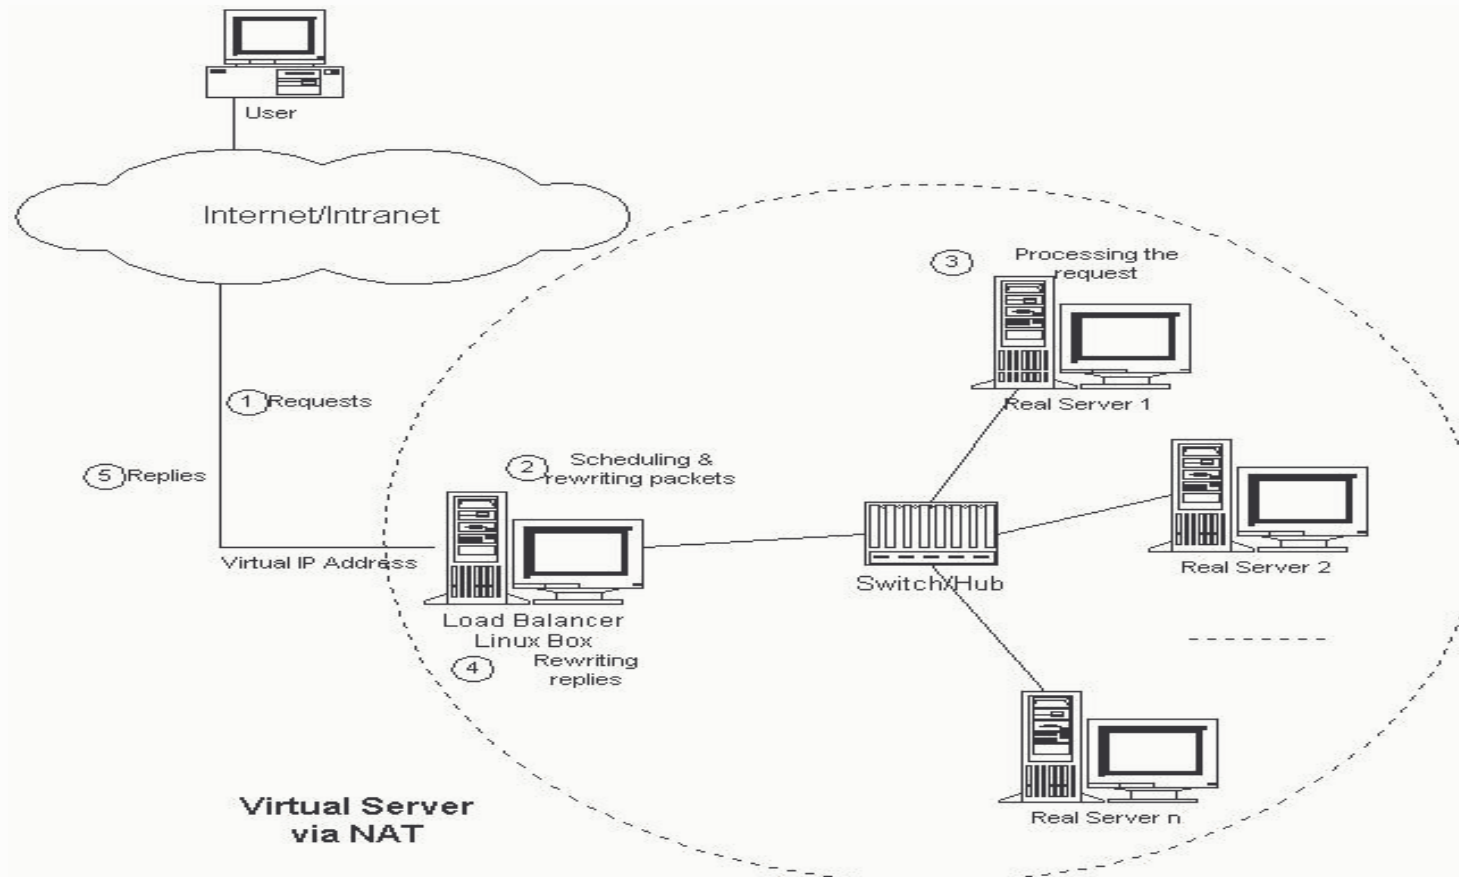 User
Internet/Intranet
3
Processing the
request
1
Requests
Real Server 1
5
Replies
2
Scheduling &
rewriting packets
Virtual IP Address
Switch/Hub
Real Server 2
Load Balancer
Linux Box
4
Rewriting
replies
Virtual Server
via NAT
Real Server n